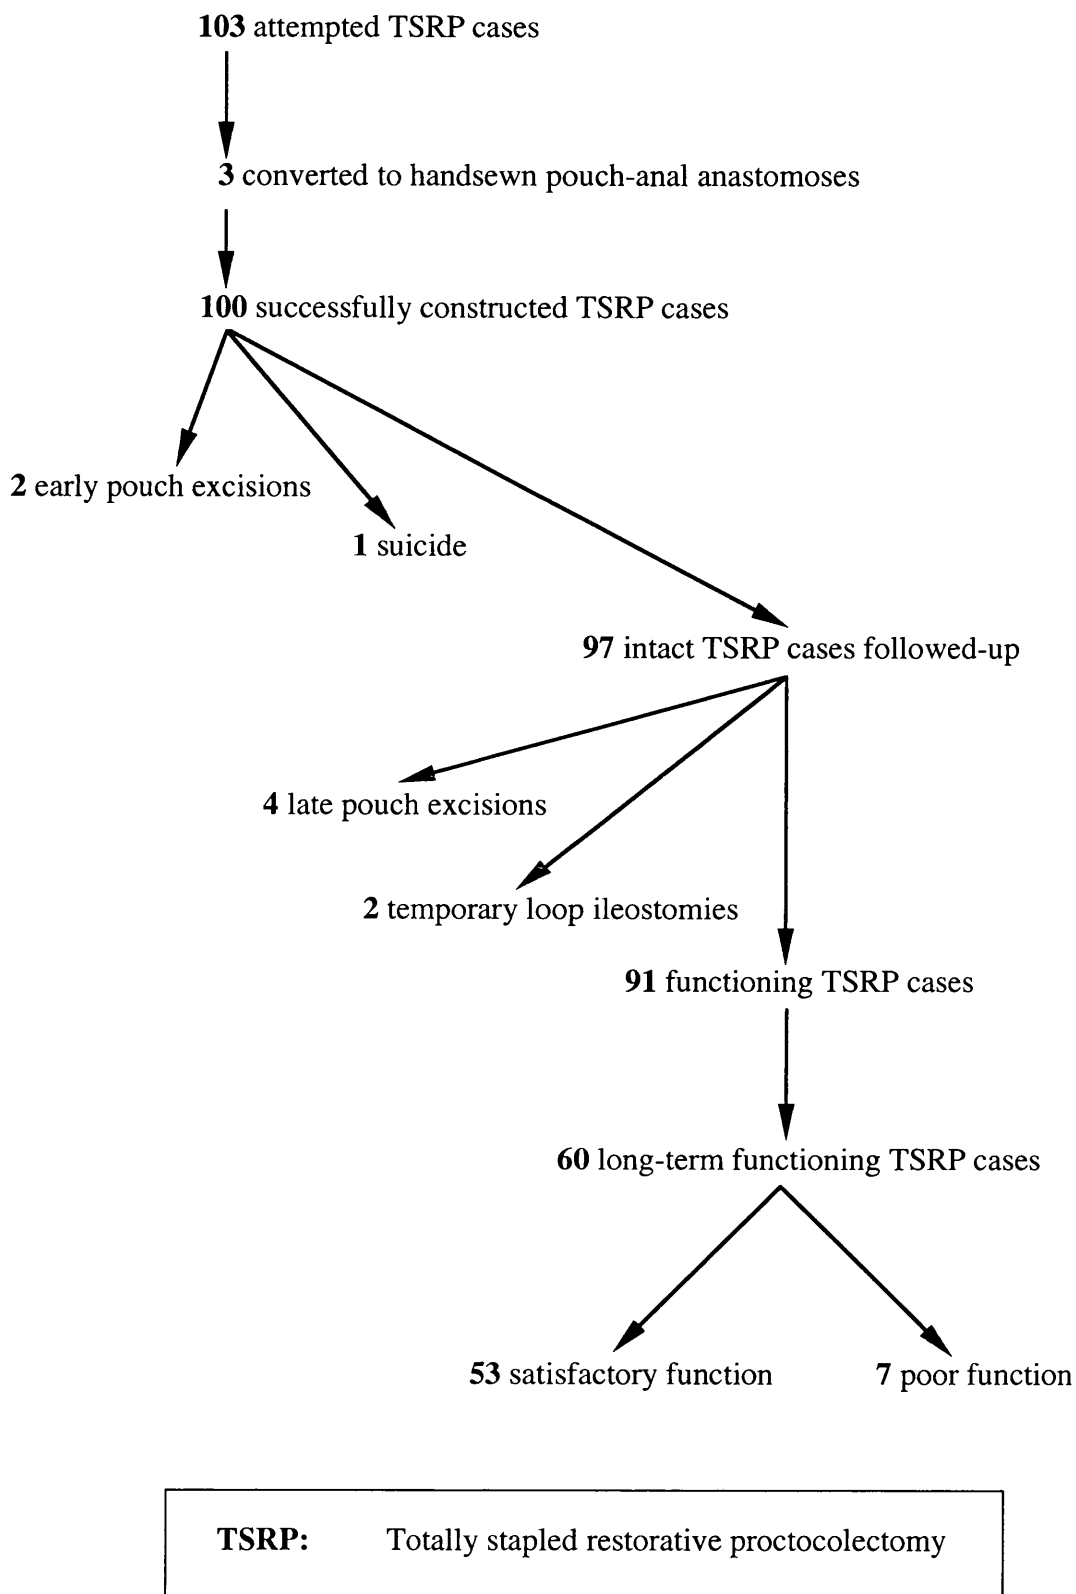 103 attempted TSRP cases
3 converted to handsewn pouch-anal anastomoses
100 successfully constructed TSRP cases
2 early pouch excisions
1 suicide
97 intact TSRP cases followed-up
4 late pouch excisions
2 temporary loop ileostomies
91 functioning TSRP cases
60 long-term functioning TSRP cases
53 satisfactory function 7 poor function
TSRP: Totally stapled restorative proctocolectomy